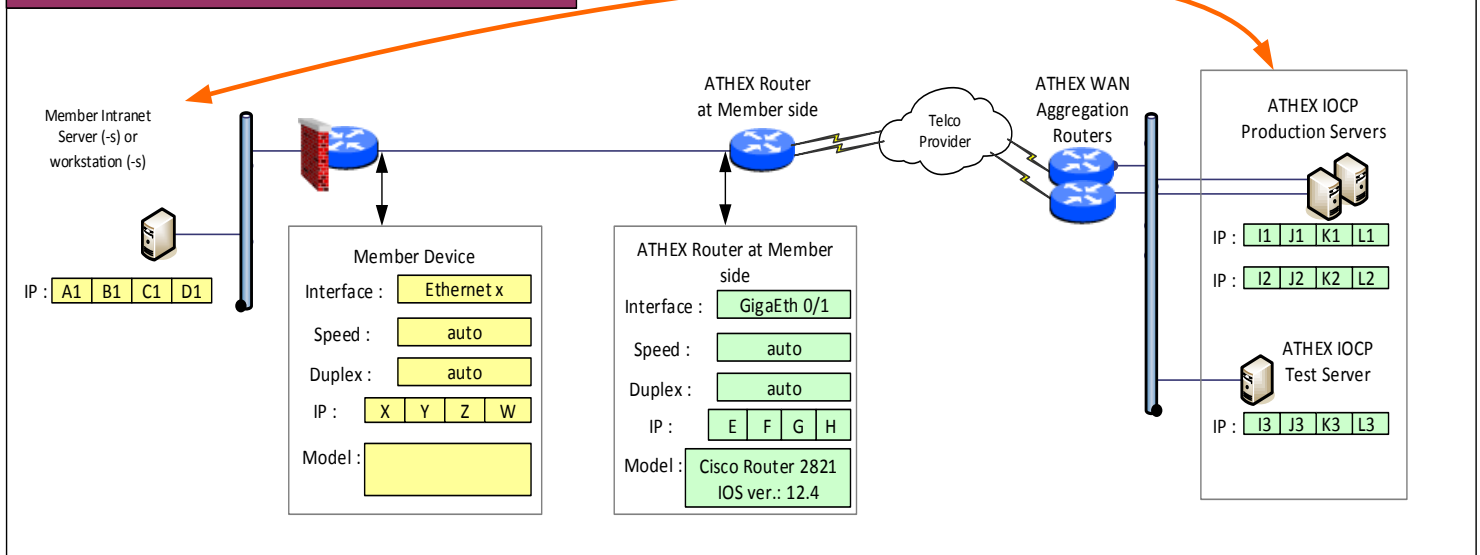 Member Intranet
Server (-s) or
workstation (-s)
IP : A1 B1 C1 D1
Member Device
Interface : Ethernet x
Speed : auto
Duplex : auto
IP : X Y Z W
Model :
ATHEX Router
at Member side
ATHEX Router at Member
side
Interface : GigaEth 0/1
Speed : auto
Duplex : auto
IP : E F G H
Model : Cisco Router 2821
IOS ver.: 12.4
Telco
Provider
ATHEX WAN
Aggregation
Routers
ATHEX IOCP
Production Servers
IP : I1 J1 K1 L1
IP : I2 J2 K2 L2
ATHEX IOCP
Test Server
IP : I3 J3 K3 L3